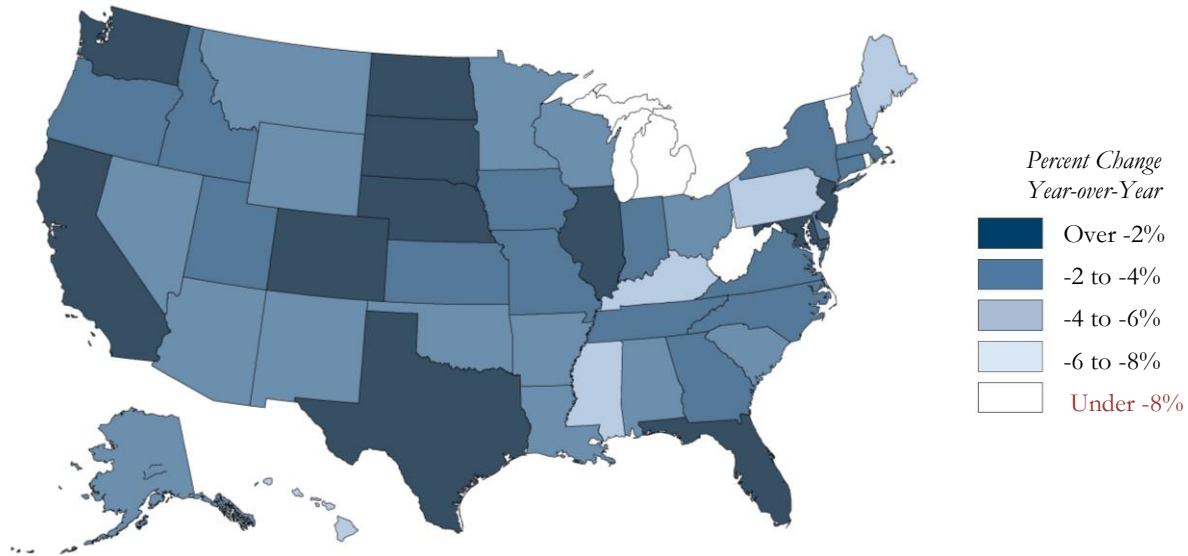 Percent Change
Year-over-Year
Over -2%
-2 to -4%
-4 to -6%
-6 to -8%
Under -8%